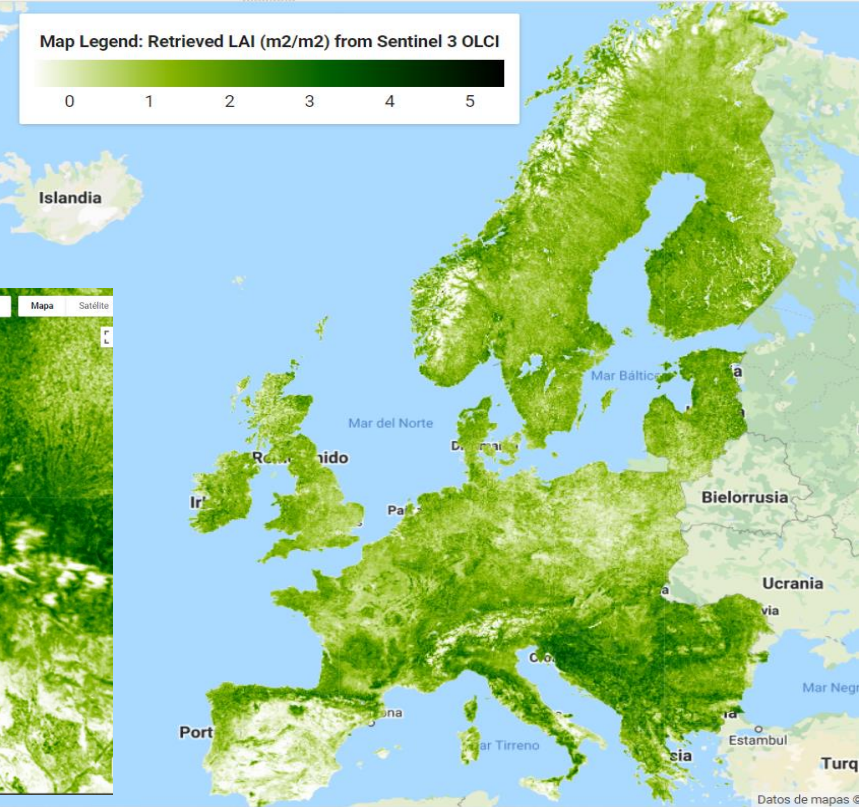 Map Legend: Retrieved LAI (m2/m2) from Sentinel 3 OLCI
0 1 2 3 4 5
Islandia
Mapa Satélite
Mar Báltico
Mar del Norte
Bielorrusia
Ucrania
Mar Negr
Port
ar Tirreno
Estambul
Turq
Datos de mapas ©